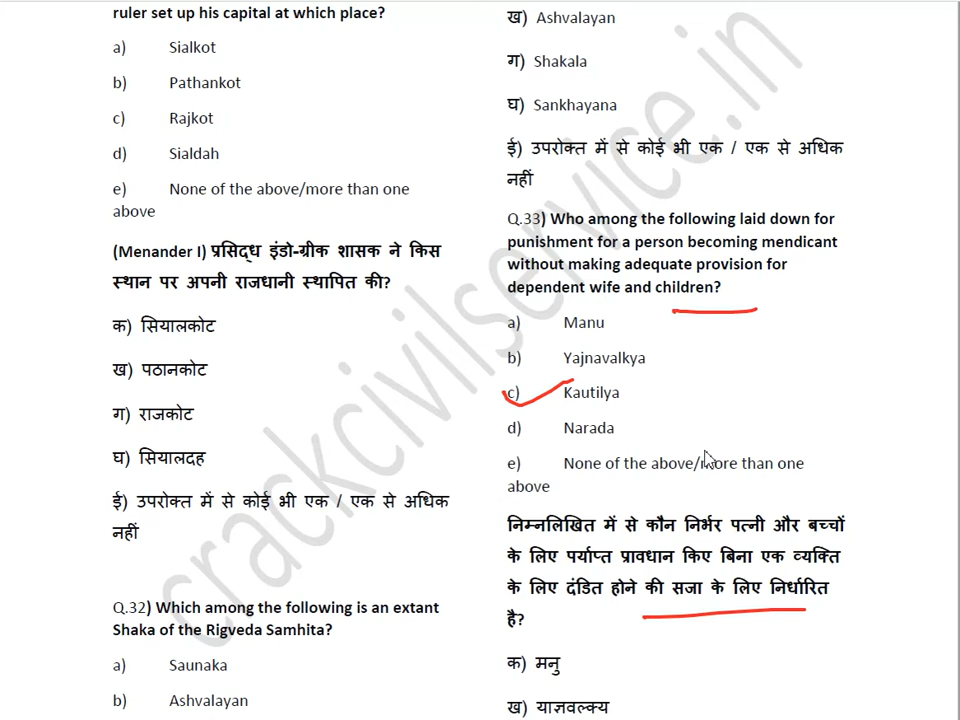 ruler set up his capital at which place?
a) Sialkot
b) Pathankot
c) Rajkot
d) Sialdah
e) None of the above/more than one
above
(Menander I) प्रसिद्ध इंडो-ग्रीक शासक ने किस
स्थान पर अपनी राजधानी स्थापित की?
क) सियालकोट
ख) पठानकोट
ग) राजकोट
घ) सियालदह
ई) उपरोक्त में से कोई भी एक / एक से अधिक
नहीं
Q.32) Which among the following is an extant
Shaka of the Rigveda Samhita?
a) Saunaka
b) Ashvalayan
ख) Ashvalayan
ग) Shakala
घ) Sankhayana
ई) उपरोक्त में से कोई भी एक / एक से अधिक
नहीं
Q.33) Who among the following laid down for
punishment for a person becoming mendicant
without making adequate provision for
dependent wife and children?
a) Manu
b) Yajnavalkya
c) Kautilya
d) Narada
e) None of the above/more than one
above
निम्नलिखित में से कौन निर्भर पत्नी और बच्चों
के लिए पर्याप्त प्रावधान किए बिना एक व्यक्ति
के लिए दंडित होने की सजा के लिए निर्धारित
है?
क) मनु
ख) याज्ञवल्क्य
crackcivilservice.in